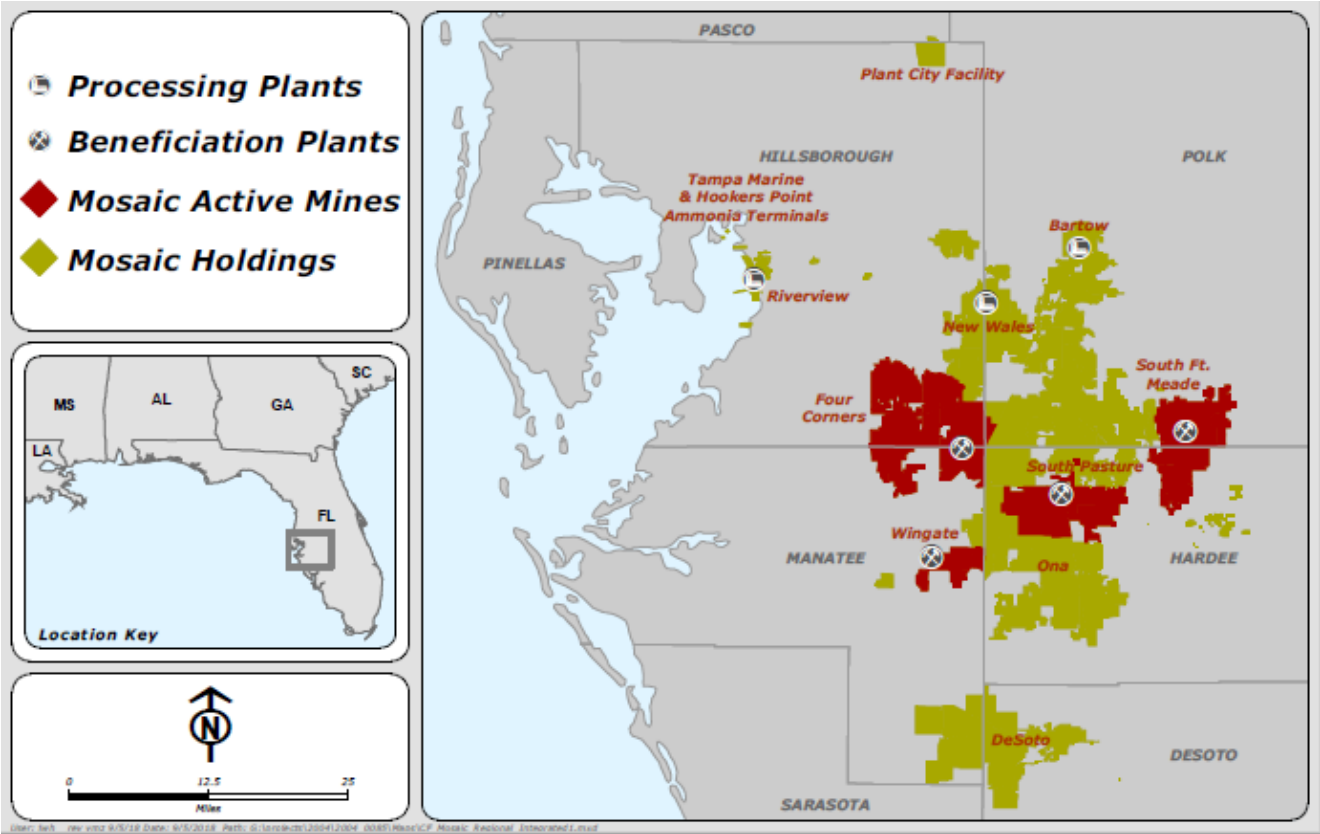 Processing Plants
Beneficiation Plants
Mosaic Active Mines
Mosaic Holdings
MS
AL
GA
SC
LA
FL
Location Key
N
0
12.5
25
Miles
PASCO
Plant City Facility
HILLSBOROUGH
POLK
Tampa Marine
& Hookers Point
Ammonia Terminals
Bartow
PINELLAS
Riverview
New Wales
South Ft.
Meade
Four
Corners
South Pasture
Wingate
MANATEE
Ona
HARDEE
DeSoto
DESOTO
SARASOTA